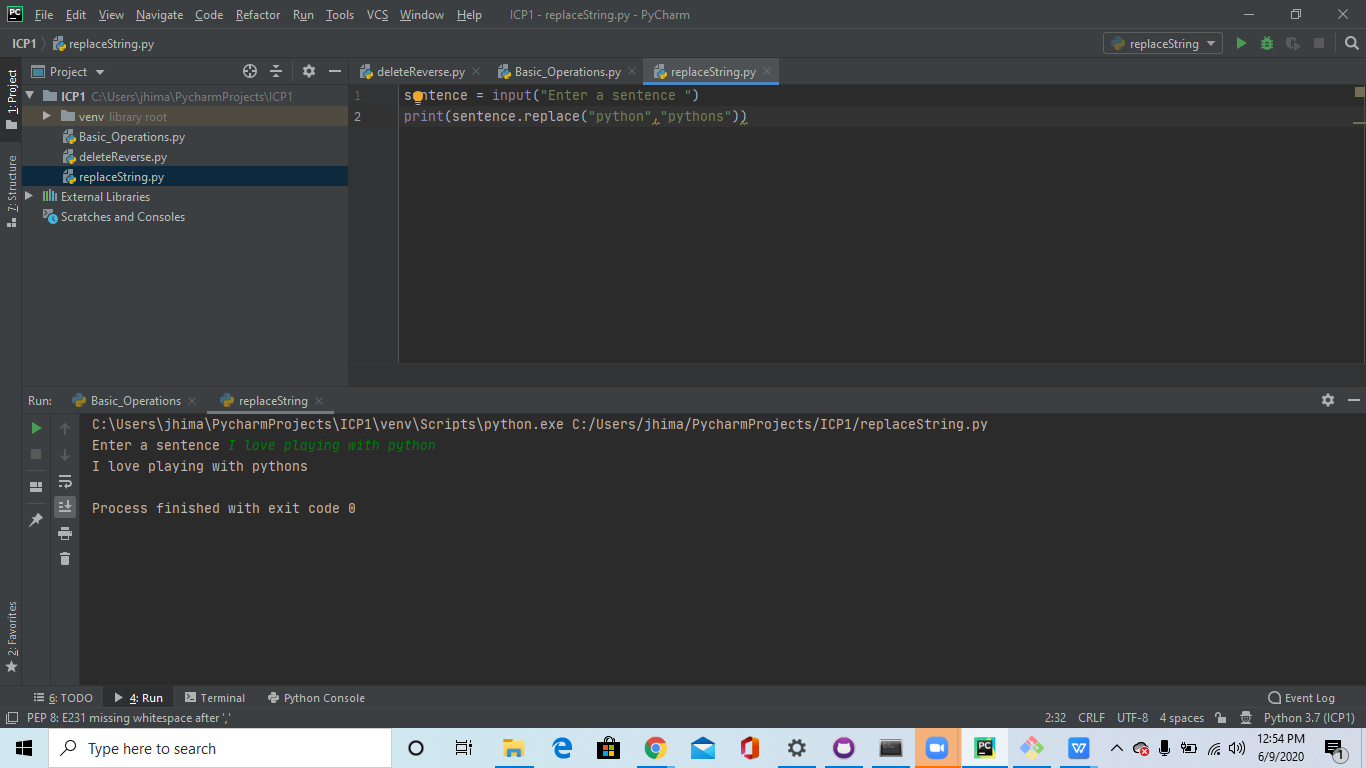 PC File Edit View Navigate Code Refactor Run Tools VCS Window Help ICP1 - replaceString.py - PyCharm
ICP1 replaceString.py replaceString
1: Project
Project
deleteReverse.py Basic_Operations.py replaceString.py
ICP1 C:\Users\jhima\PycharmProjects\ICP1
venv library root
Basic_Operations.py
deleteReverse.py
replaceString.py
External Libraries
Scratches and Consoles
7: Structure
1 sentence = input("Enter a sentence ")
2 print(sentence.replace("python","pythons"))
Run: Basic_Operations replaceString
C:\Users\jhima\PycharmProjects\ICP1\venv\Scripts\python.exe C:/Users/jhima/PycharmProjects/ICP1/replaceString.py
Enter a sentence I love playing with python
I love playing with pythons
Process finished with exit code 0
2: Favorites
6: TODO 4: Run Terminal Python Console Event Log
PEP 8: E231 missing whitespace after ',' 2:32 CRLF UTF-8 4 spaces Python 3.7 (ICP1)
Type here to search
PC
W
12:54 PM
6/9/2020
1